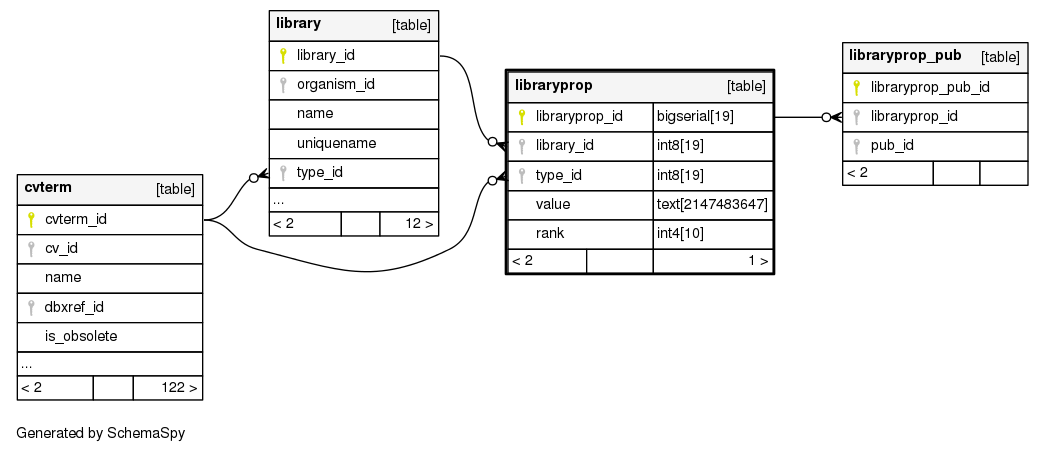 library [table]
library_id
organism_id
name
uniquename
type_id
...
< 2 12 >
cvterm [table]
cvterm_id
cv_id
name
dbxref_id
is_obsolete
...
< 2 122 >
libraryprop [table]
libraryprop_id bigserial[19]
library_id int8[19]
type_id int8[19]
value text[2147483647]
rank int4[10]
< 2 1 >
libraryprop_pub [table]
libraryprop_pub_id
libraryprop_id
pub_id
< 2
Generated by SchemaSpy